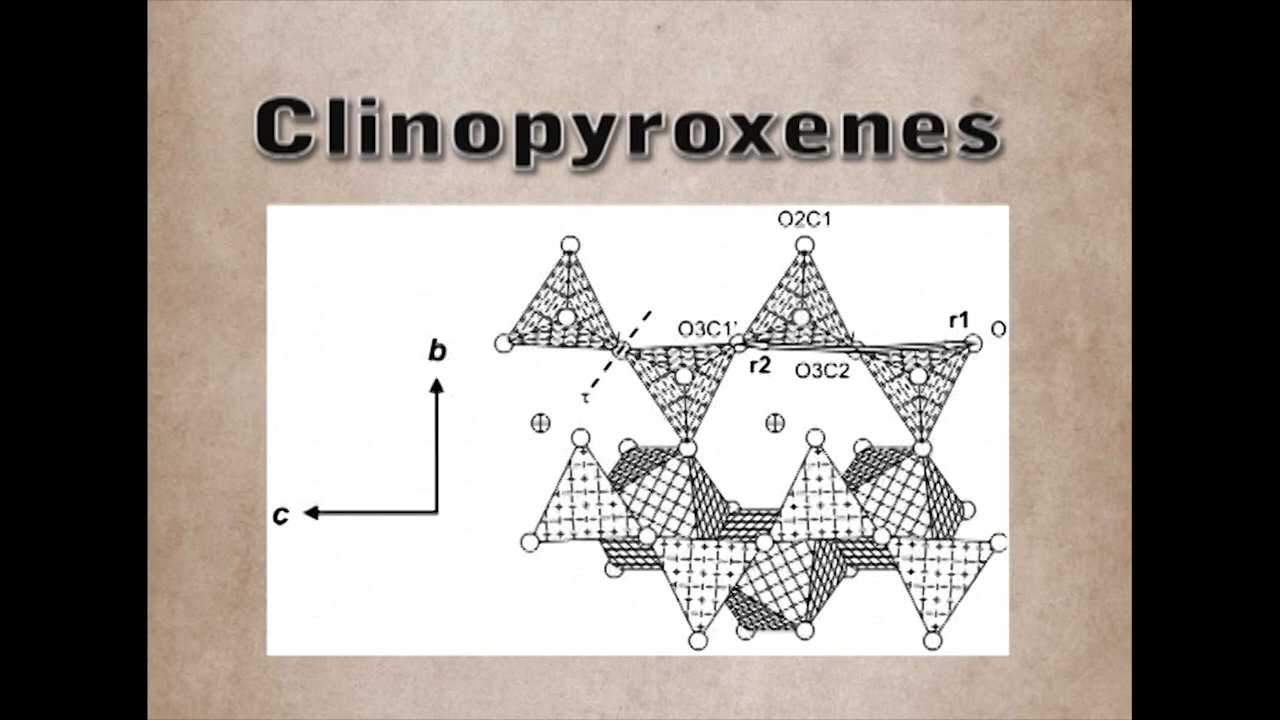 Clinopyroxenes
O2C1
r1
O3C1'
O
b
r2
O3C2
τ
c